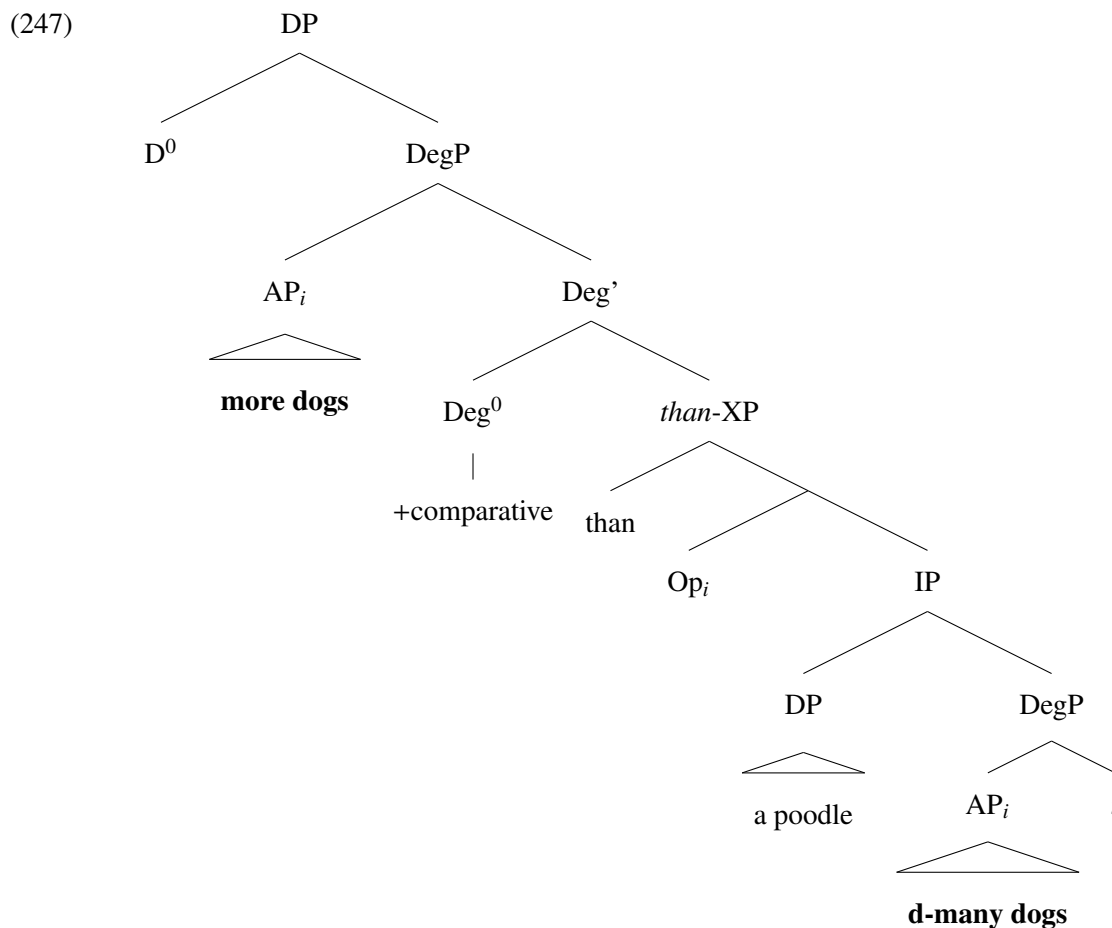 (247) DP
D⁰ DegP
APᵢ Deg’
more dogs Deg⁰ than-XP
+comparative than
Opᵢ IP
DP DegP
a poodle APᵢ
d-many dogs